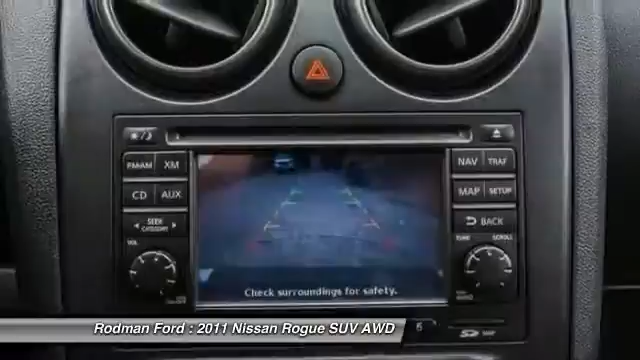 FM/AM XM
CD AUX
SEEK
CATEGORY
VOL
NAV TRAF
MAP SETUP
BACK
TUNE SCROLL
Check surroundings for safety.
6
Rodman Ford : 2011 Nissan Rogue SUV AWD